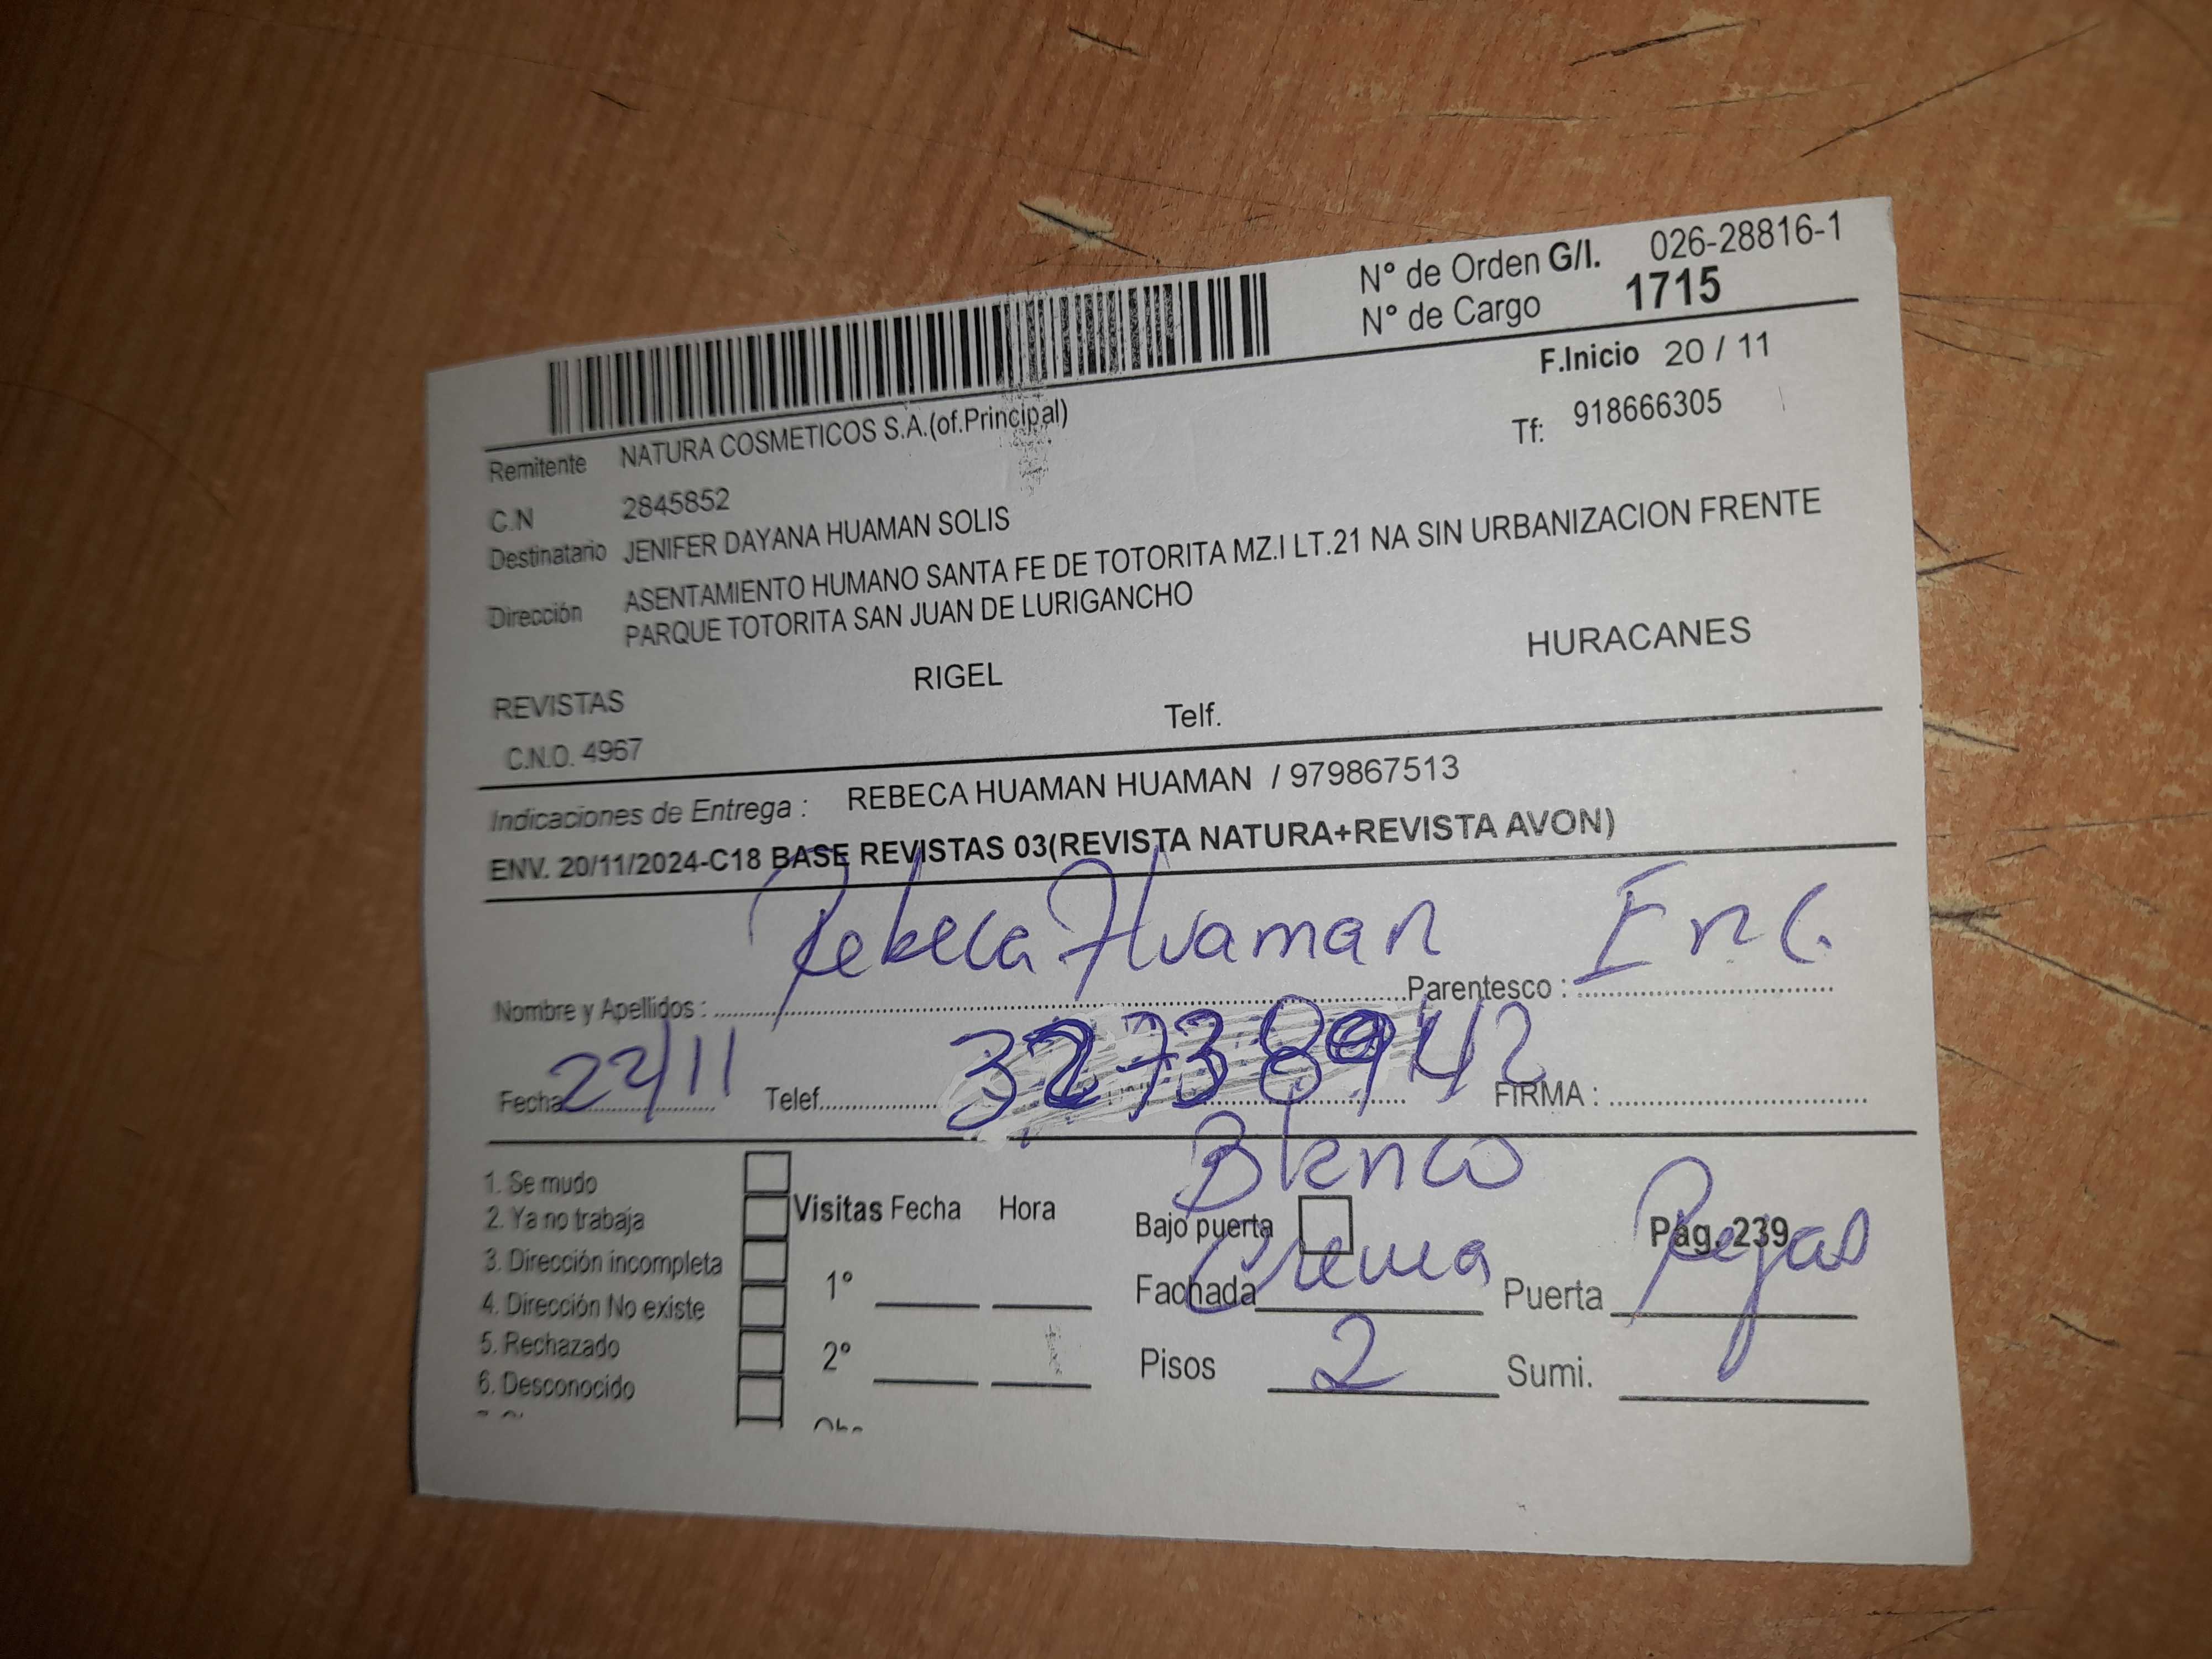 N° de Orden G/I. 026-28816-1
N° de Cargo 1715
F.Inicio 20 / 11
Remitente NATURA COSMETICOS S.A.(of.Principal)
Tf: 918666305
C.N 2845852
Destinatario JENIFER DAYANA HUAMAN SOLIS
Dirección ASENTAMIENTO HUMANO SANTA FE DE TOTORITA MZ.I LT.21 NA SIN URBANIZACION FRENTE
PARQUE TOTORITA SAN JUAN DE LURIGANCHO
REVISTAS RIGEL HURACANES
C.N.O. 4967 Telf.
Indicaciones de Entrega : REBECA HUAMAN HUAMAN / 979867513
ENV. 20/11/2024-C18 BASE REVISTAS 03(REVISTA NATURA+REVISTA AVON)
Nombre y Apellidos : Rebeca Huaman Parentesco : Enc.
Fecha 22/11 Telef. 32738942 FIRMA :
1. Se mudo
2. Ya no trabaja
3. Dirección incompleta
4. Dirección No existe
5. Rechazado
6. Desconocido
Visitas Fecha Hora
1°
2°
Blanco
Bajo puerta Pág. 239
Fachada Crema Puerta Rejas
Pisos 2 Sumi.